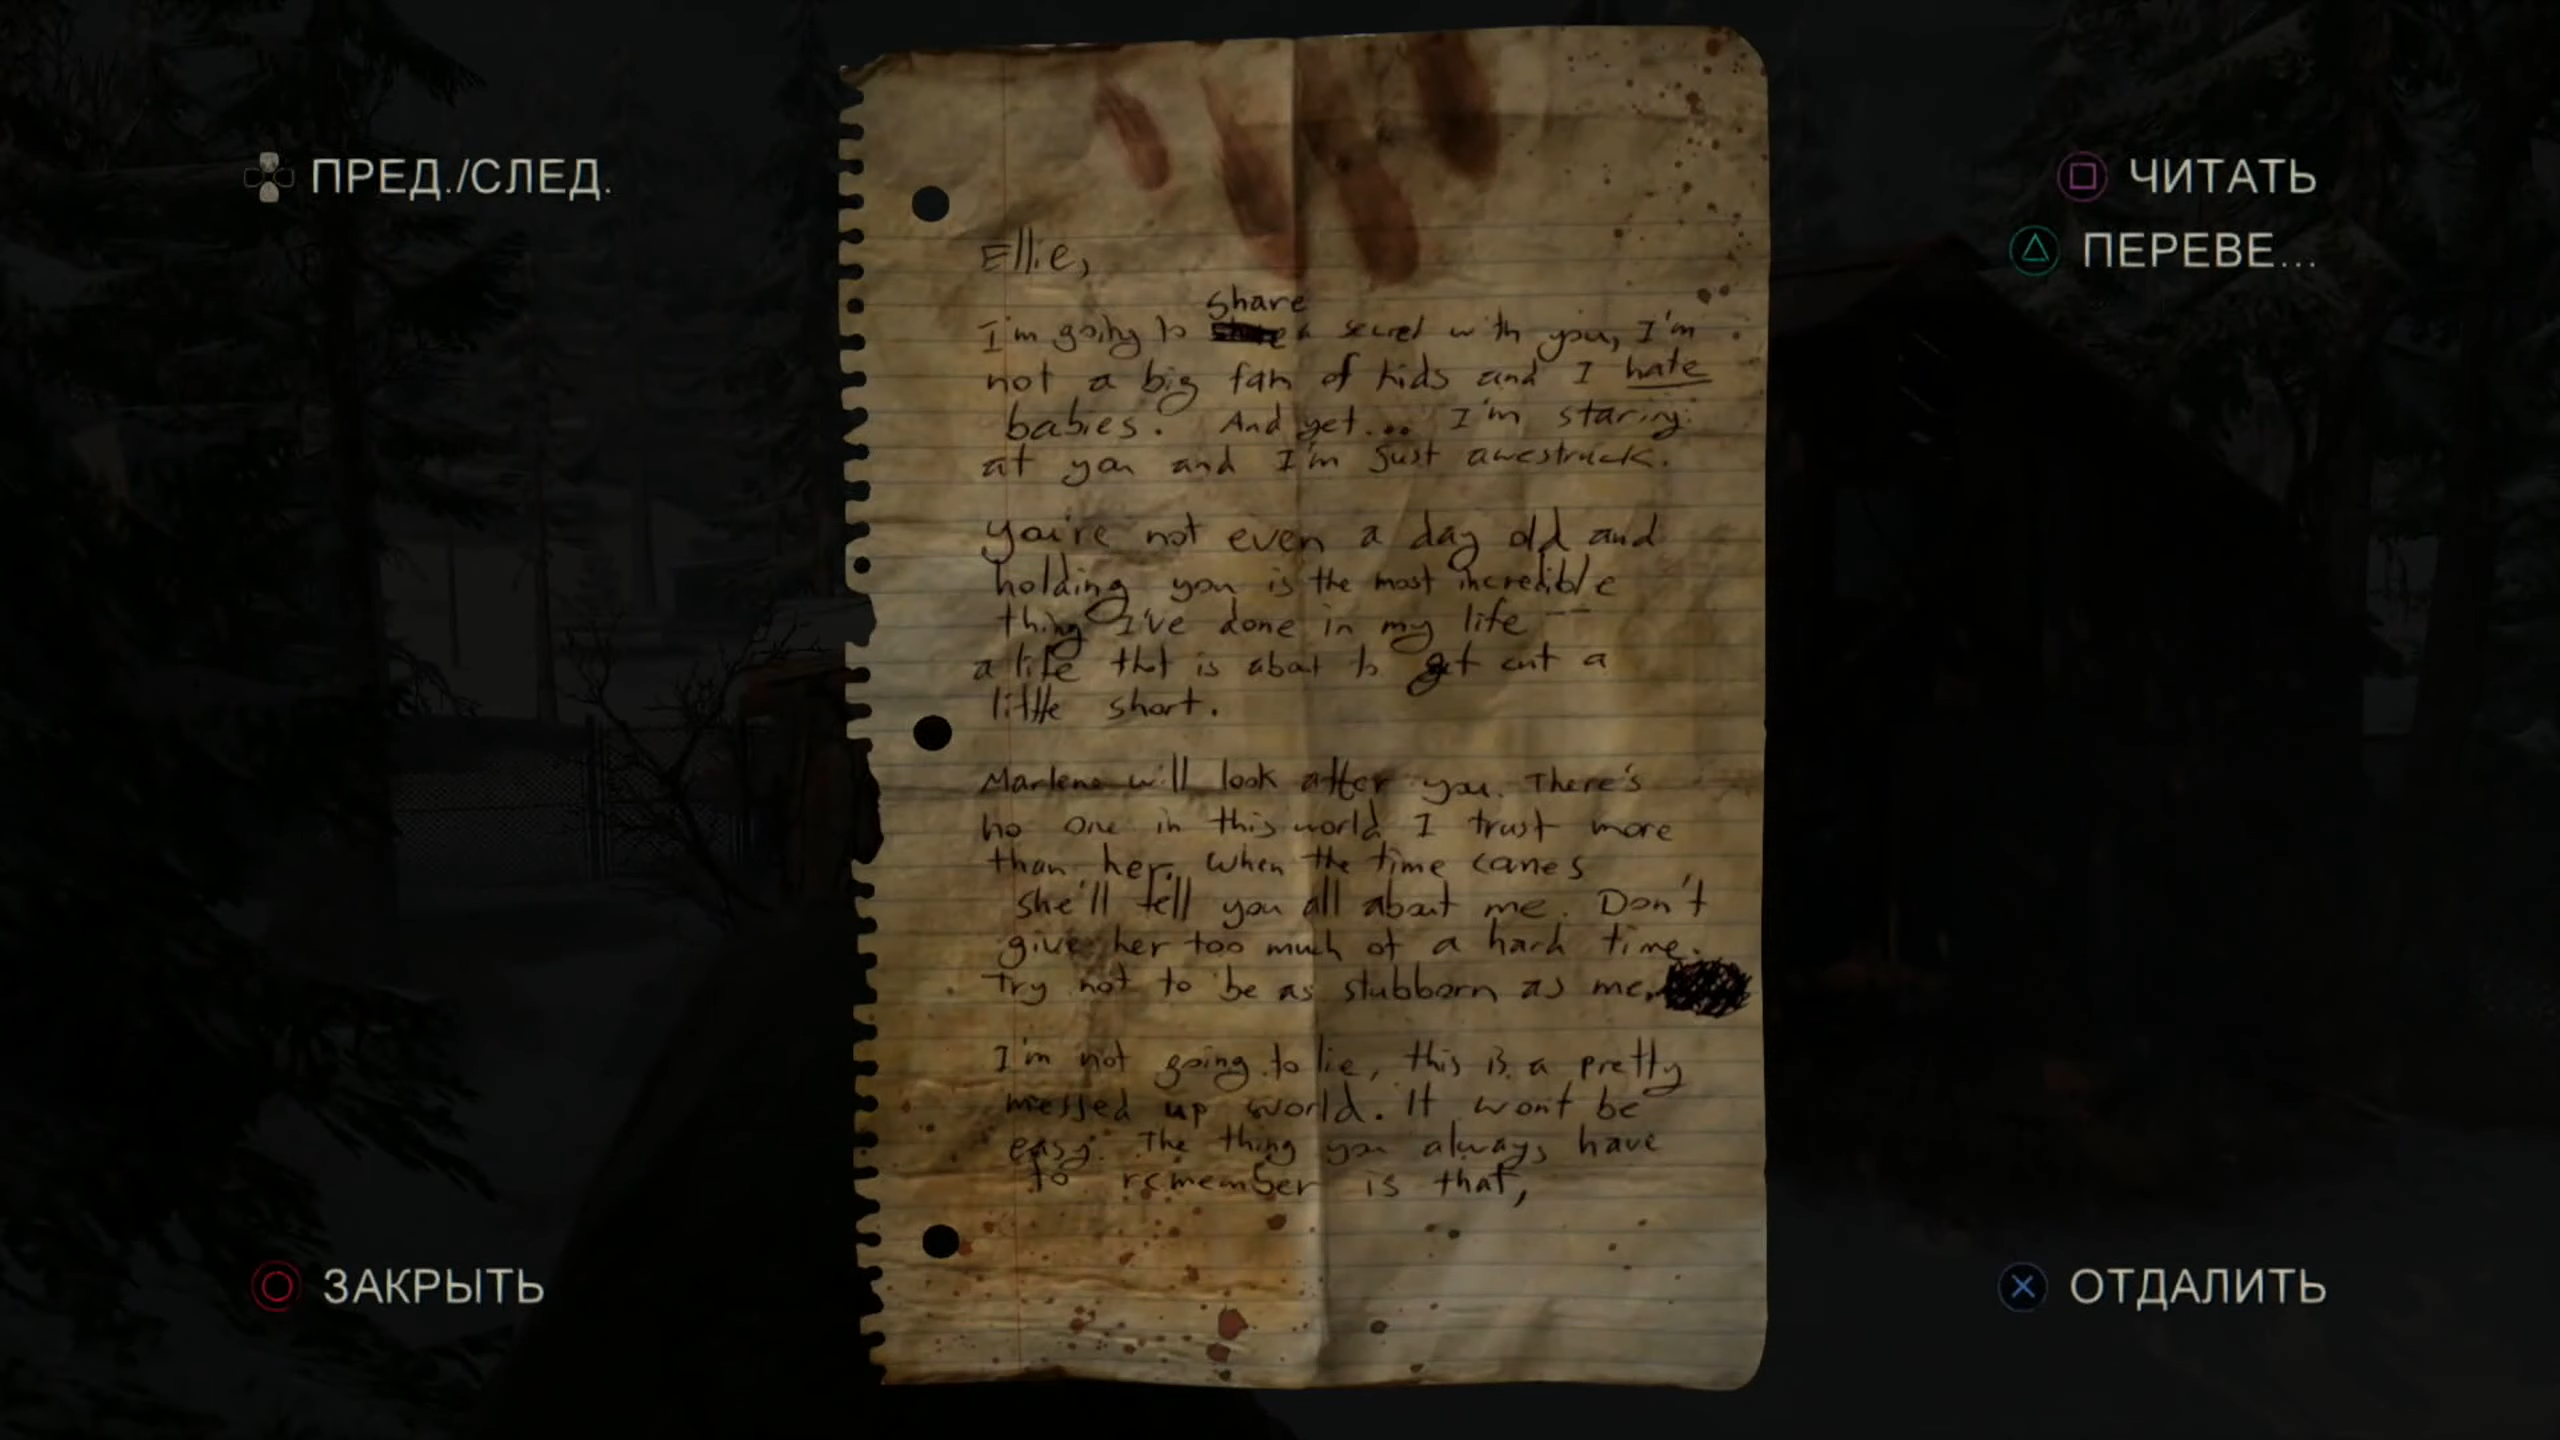 ПРЕД./СЛЕД.
ЧИТАТЬ
ПЕРЕВЕ...
Ellie,
share
I'm going to a secret with you, I'm
not a big fan of kids and I hate
babies. And yet... I'm staring
at you and I'm just awestruck.
you're not even a day old and
holding you is the most incredible
thing I've done in my life --
a life that is about to get cut a
little short.
Marlene will look after you. There's
no one in this world I trust more
than her. When the time comes
she'll tell you all about me. Don't
give her too much of a hard time.
Try not to be as stubborn as me.
I'm not going to lie, this is a pretty
messed up world. It won't be
easy. The thing you always have
to remember is that,
ЗАКРЫТЬ
ОТДАЛИТЬ